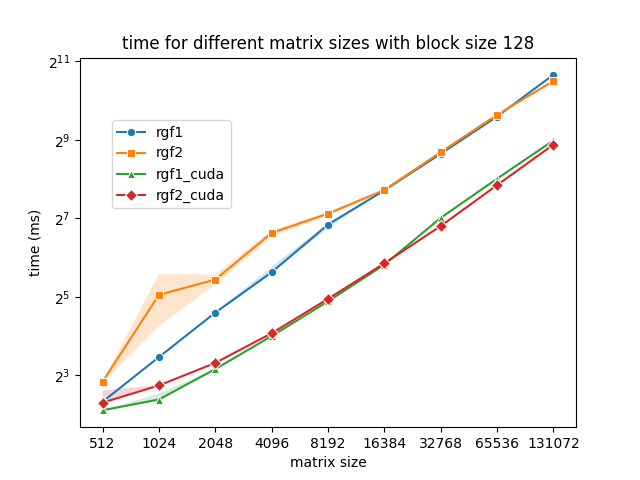 time for different matrix sizes with block size 128
2^11
2^9
2^7
2^5
2^3
time (ms)
rgf1
rgf2
rgf1_cuda
rgf2_cuda
512 1024 2048 4096 8192 16384 32768 65536 131072
matrix size